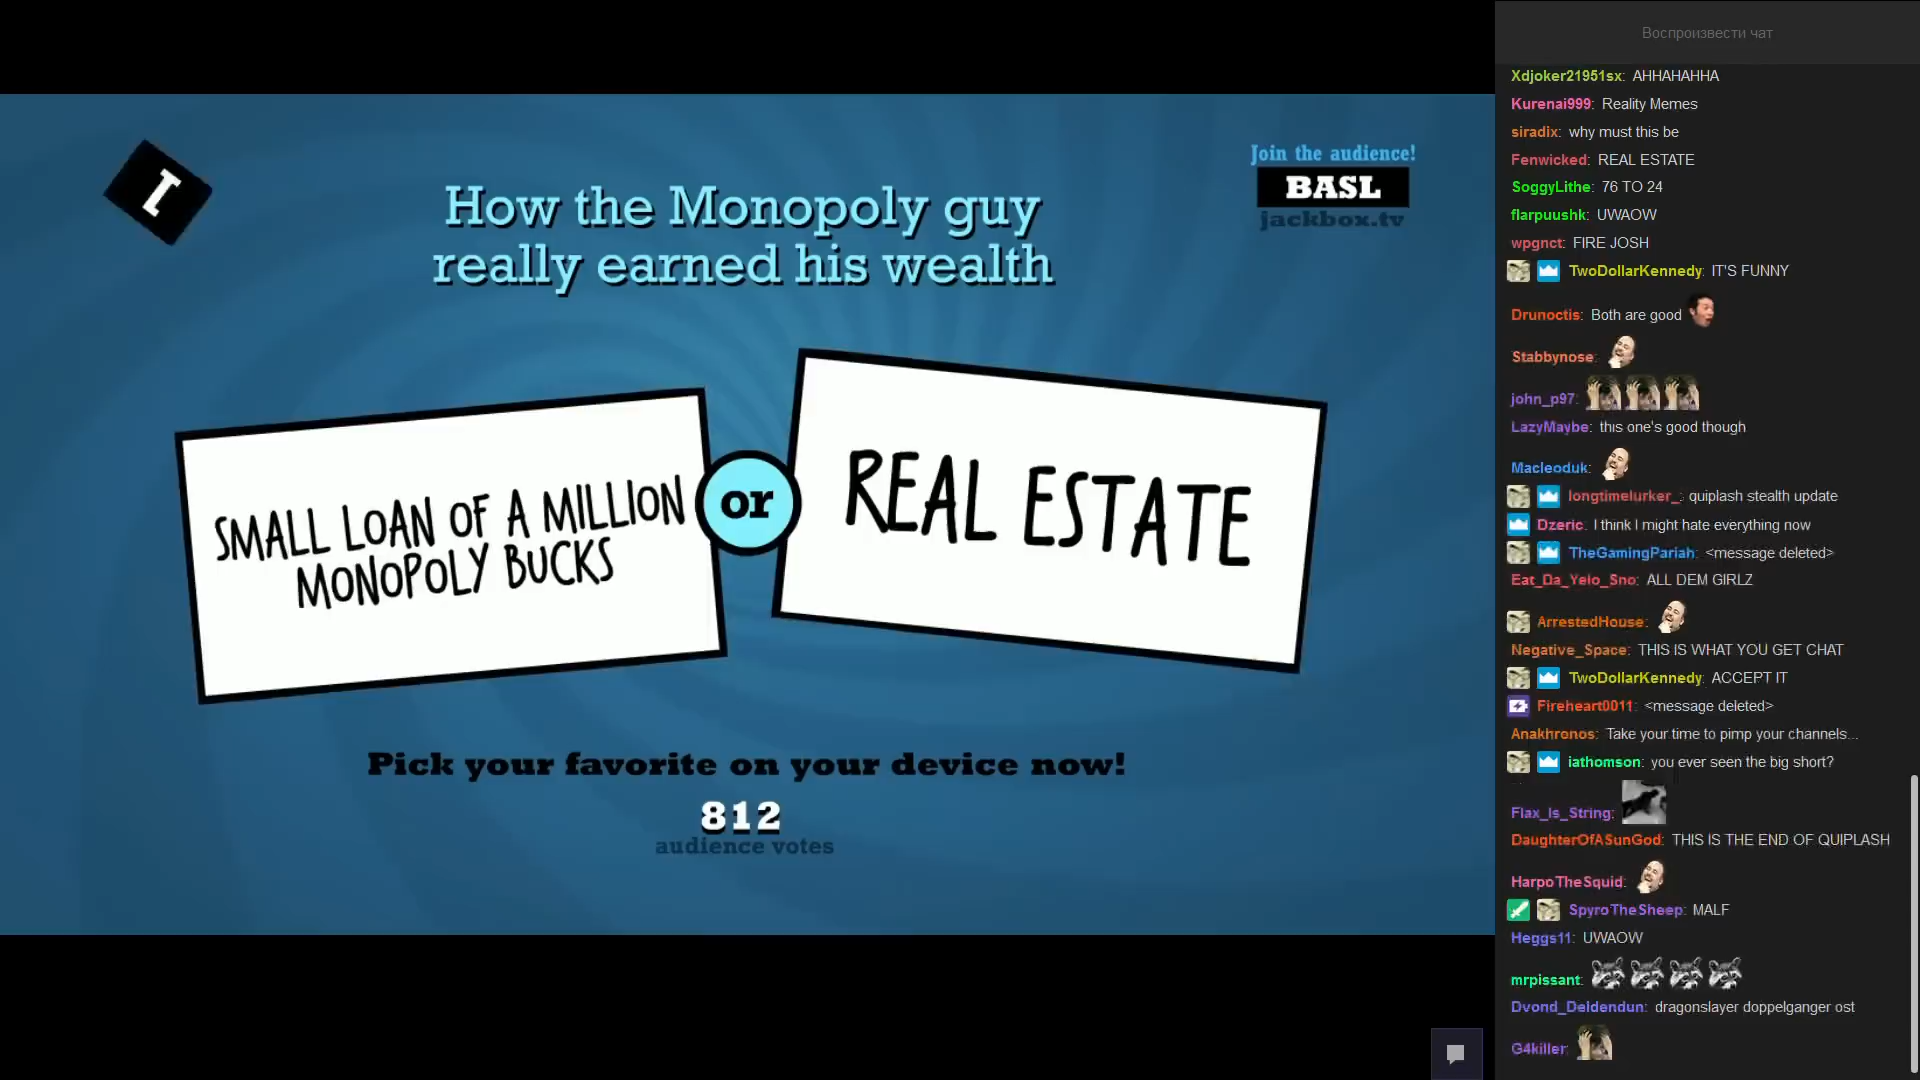 How the Monopoly guy
really earned his wealth
Join the audience!
BASL
jackbox.tv
1
SMALL LOAN OF A MILLION
MONOPOLY BUCKS
or
REAL ESTATE
Pick your favorite on your device now!
812
audience votes
Воспроизвести чат
Xdjoker21951sx: AHHAHAHHA
Kurenai999: Reality Memes
siradix: why must this be
Fenwicked: REAL ESTATE
SoggyLithe: 76 TO 24
flarpuushk: UWAOW
wpgnct: FIRE JOSH
TwoDollarKennedy: IT'S FUNNY
Drunoctis: Both are good
Stabbynose:
john_p97:
LazyMaybe: this one's good though
Macleoduk:
longtimelurker_: quiplash stealth update
Dzeric: I think I might hate everything now
TheGamingPariah: <message deleted>
Eat_Da_Yelo_Sno: ALL DEM GIRLZ
ArrestedHouse:
Negative_Space: THIS IS WHAT YOU GET CHAT
TwoDollarKennedy: ACCEPT IT
Fireheart0011: <message deleted>
Anakhronos: Take your time to pimp your channels...
iathomson: you ever seen the big short?
Flax_Is_String:
DaughterOfASunGod: THIS IS THE END OF QUIPLASH
HarpoTheSquid:
SpyroTheSheep: MALF
Heggs11: UWAOW
mrpissant:
Dvond_Deldendun: dragonslayer doppelganger ost
G4killer: